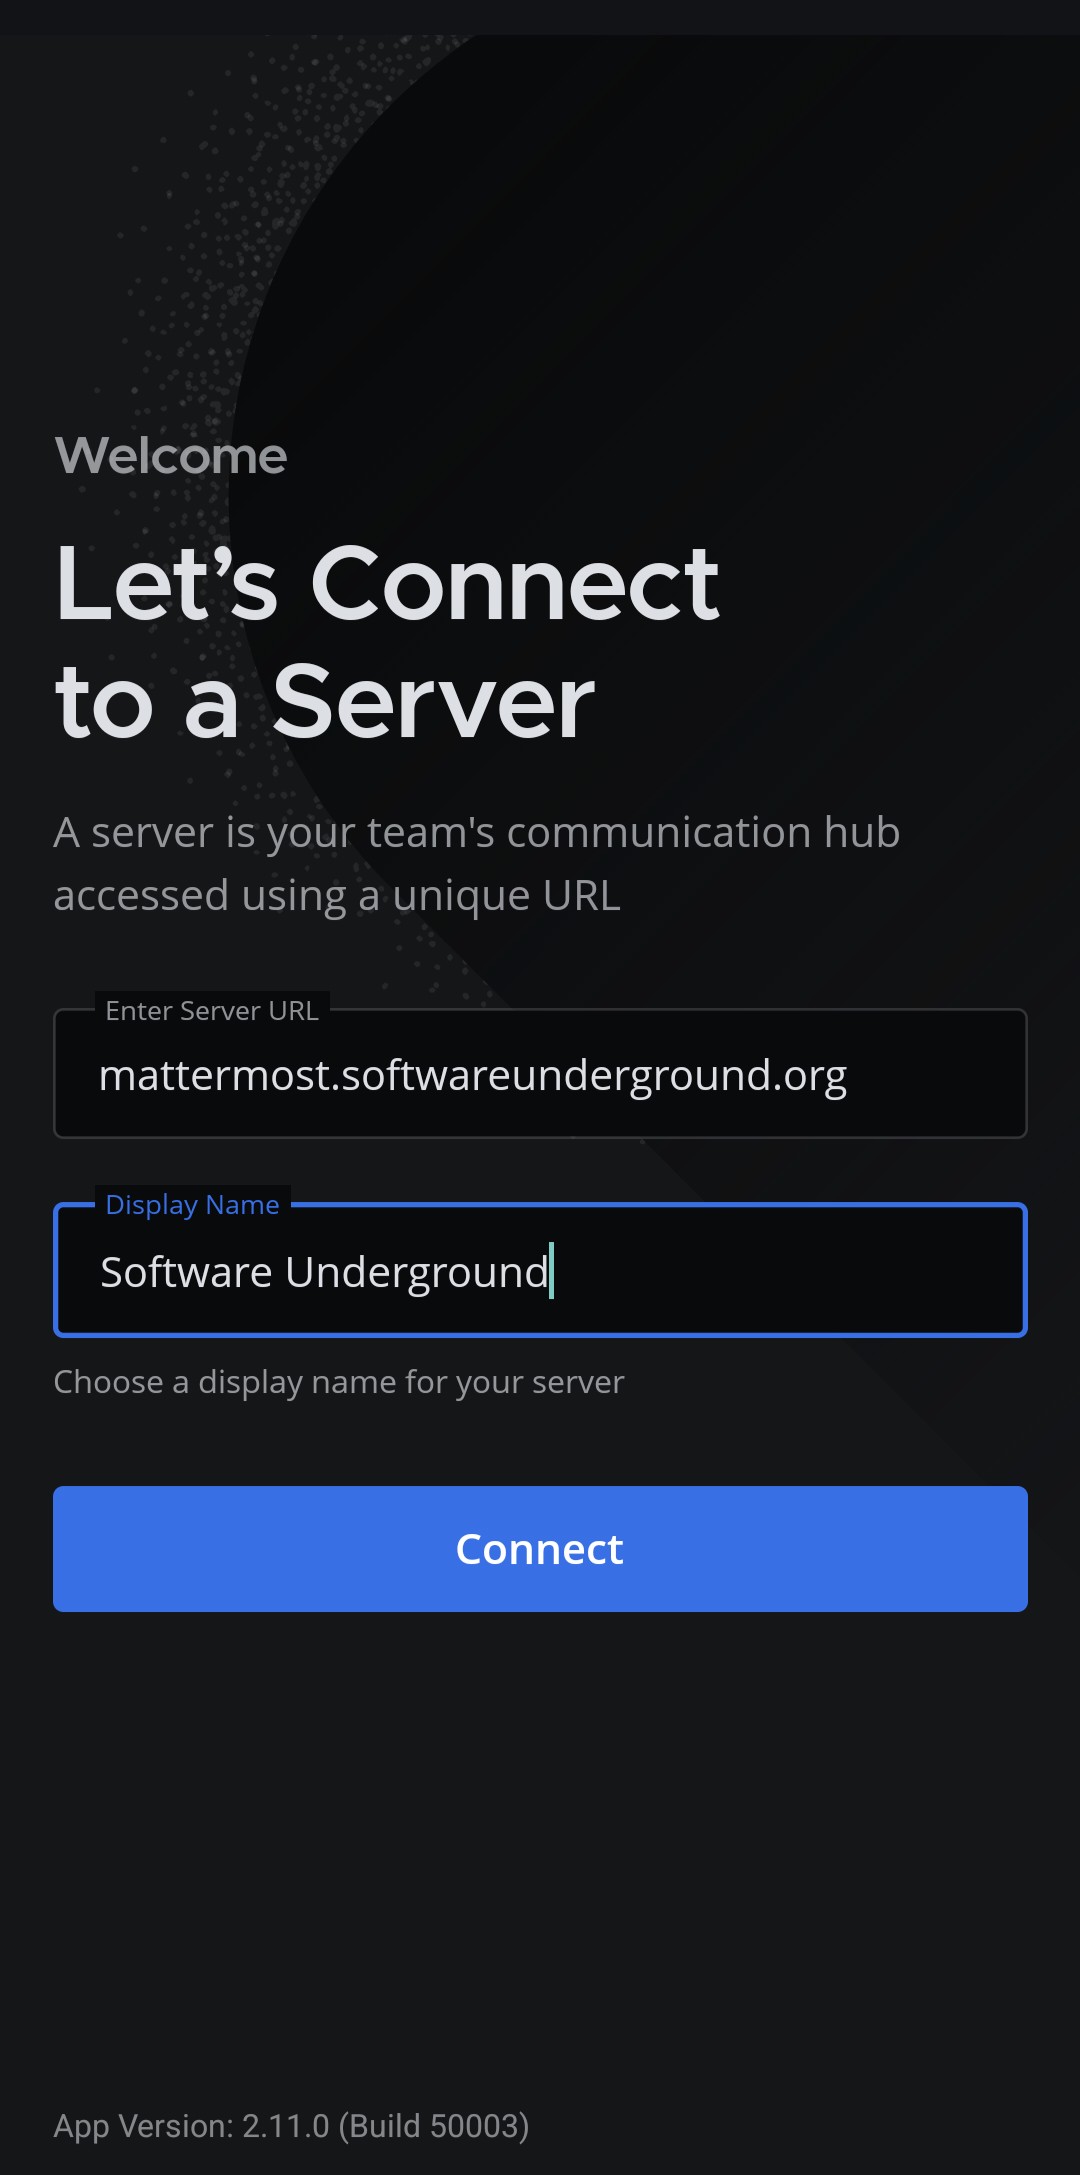 Welcome
Let’s Connect
to a Server
A server is your team's communication hub
accessed using a unique URL
Enter Server URL
mattermost.softwareunderground.org
Display Name
Software Underground
Choose a display name for your server
Connect
App Version: 2.11.0 (Build 50003)